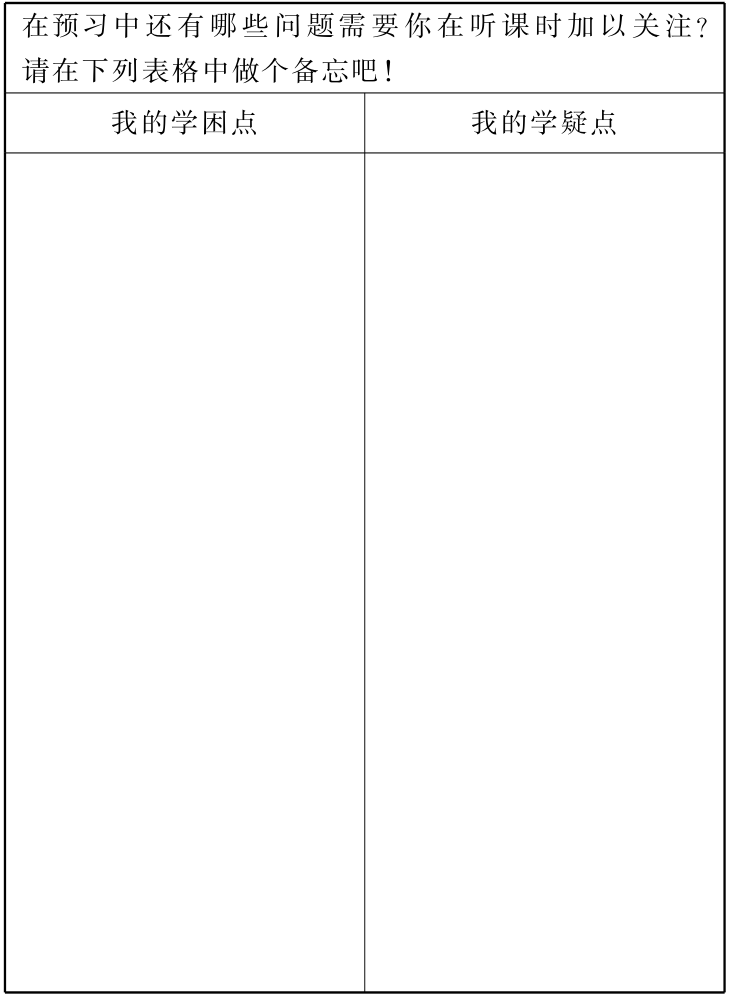 在预习中还有哪些问题需要你在听课时加以关注?
请在下列表格中做个备忘吧!
我的学困点
我的学疑点